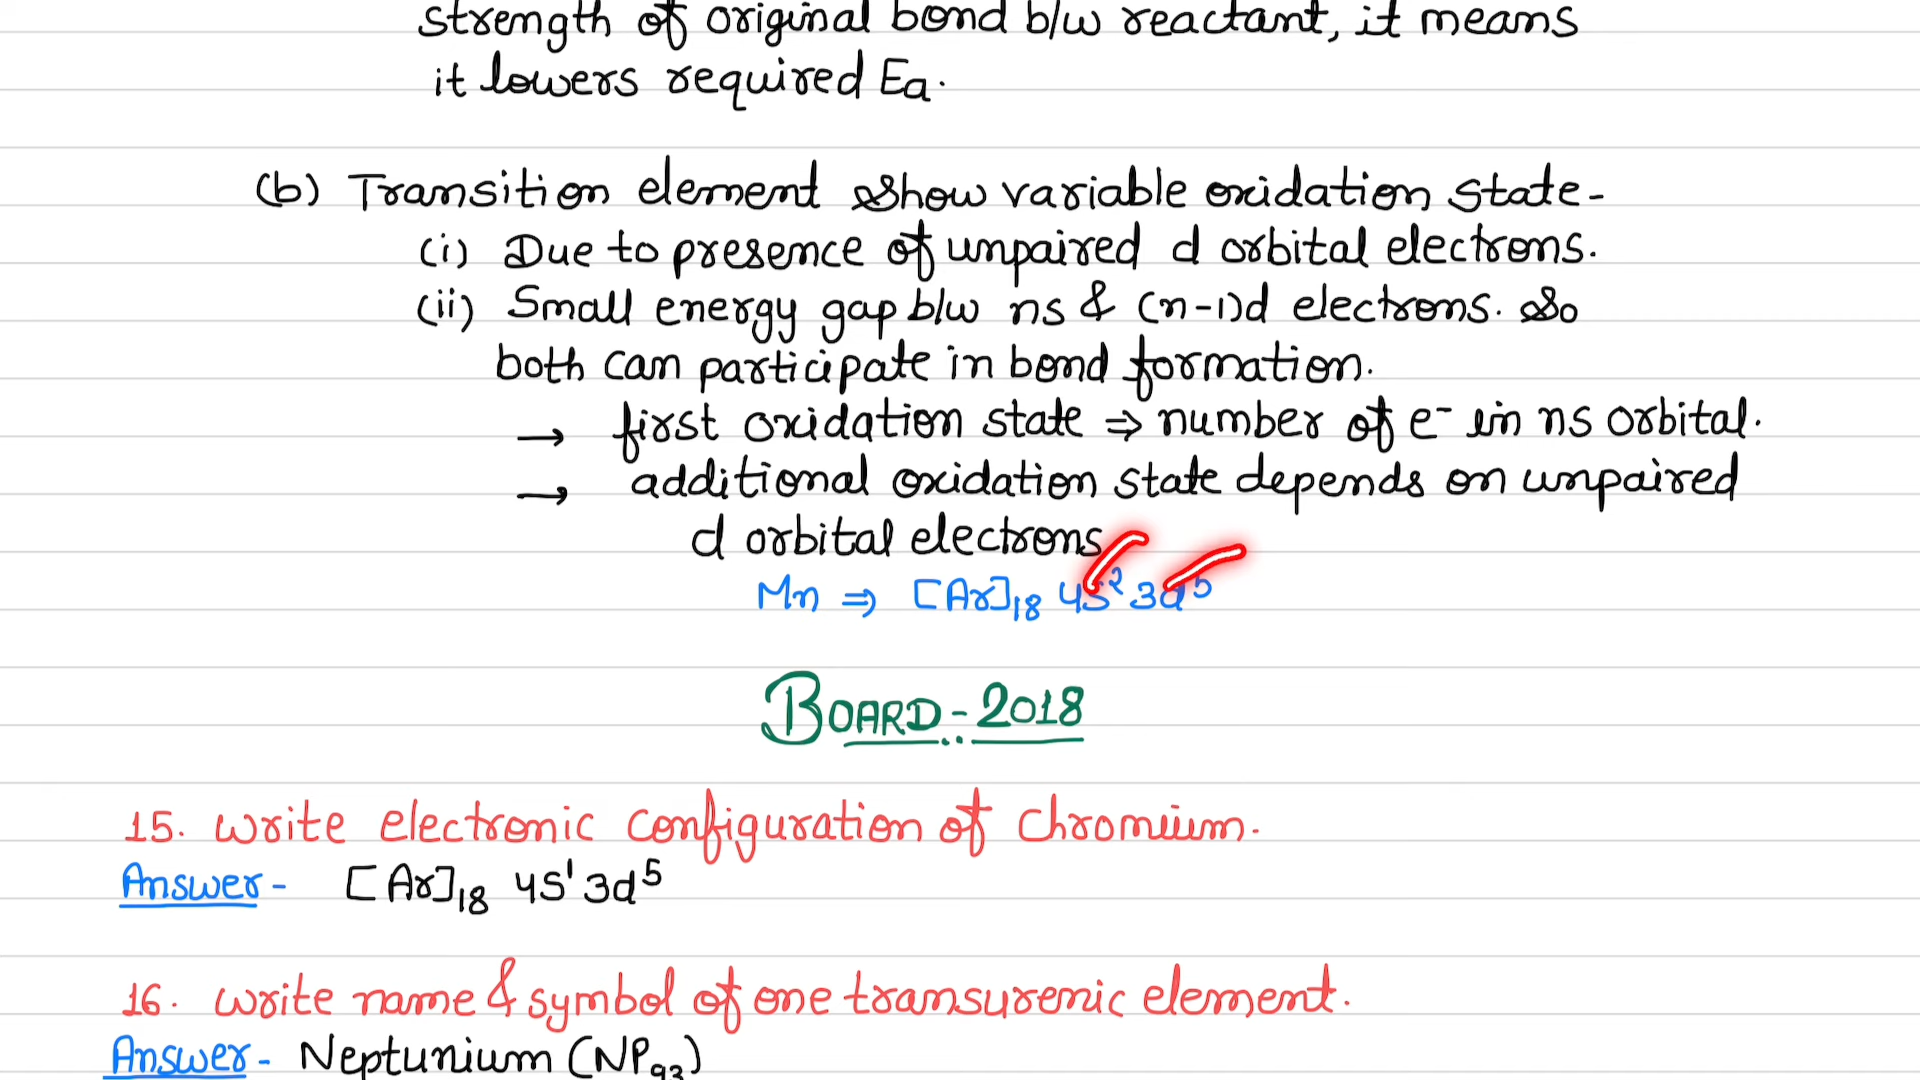 strength of original bond b/w reactant, it means
it lowers required Ea.
(b) Transition element show variable oxidation state-
(i) Due to presence of unpaired d orbital electrons.
(ii) Small energy gap b/w ns & (n-1)d electrons. So
both can participate in bond formation.
→ first oxidation state ⇒ number of e⁻ in ns orbital.
→ additional oxidation state depends on unpaired
d orbital electrons
Mn ⇒ [Ar]₁₈ 4s² 3d⁵
BOARD-2018
15. Write electronic configuration of chromium.
Answer- [Ar]₁₈ 4s¹ 3d⁵
16. Write name & symbol of one transurenic element.
Answer- Neptunium (NP₉₃)